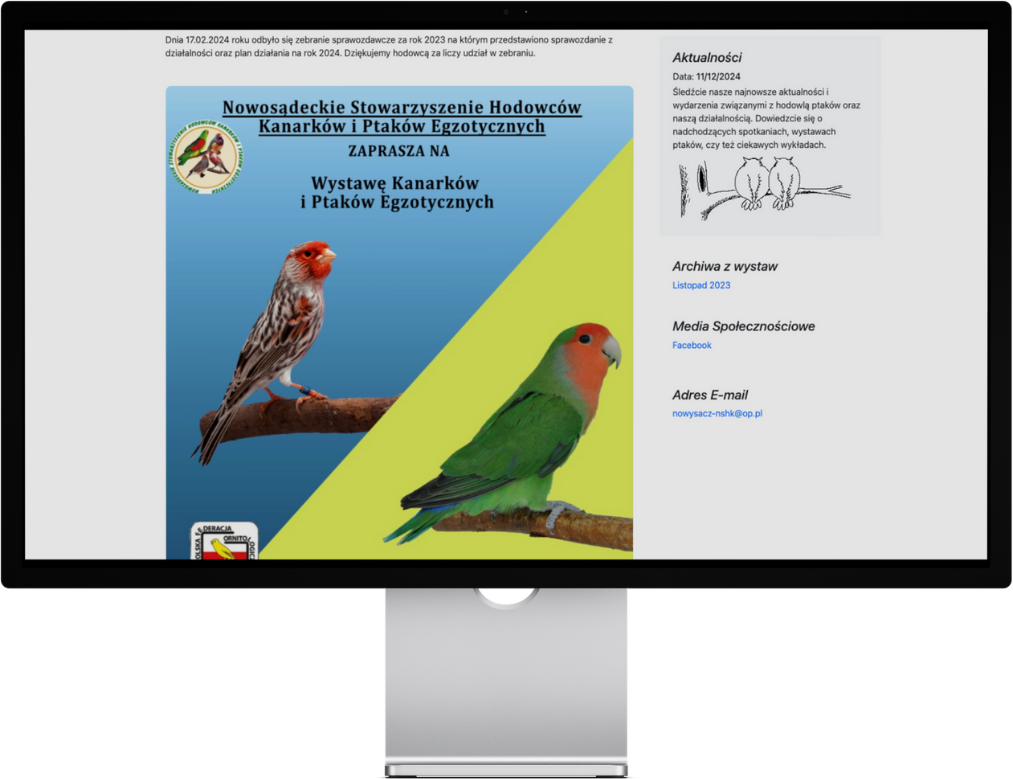 Dnia 17.02.2024 roku odbyło się zebranie sprawozdawcze za rok 2023 na którym przedstawiono sprawozdanie z
działalności oraz plan działania na rok 2024. Dziękujemy hodowcą za liczy udział w zebraniu.
Nowosądeckie Stowarzyszenie Hodowców
Kanarków i Ptaków Egzotycznych
ZAPRASZA NA
Wystawę Kanarków
i Ptaków Egzotycznych
DERACJA
ORNITO
Aktualności
Data: 11/12/2024
Śledźcie nasze najnowsze aktualności i
wydarzenia związanymi z hodowlą ptaków oraz
naszą działalnością. Dowiedzcie się o
nadchodzących spotkaniach, wystawach
ptaków, czy też ciekawych wykładach.
Archiwa z wystaw
Listopad 2023
Media Społecznościowe
Facebook
Adres E-mail
nowysacz-nshk@op.pl